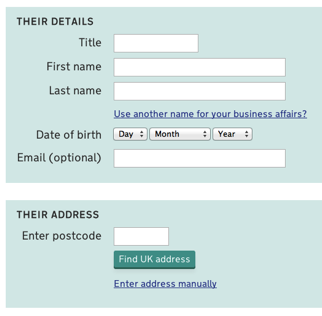 THEIR DETAILS
Title
First name
Last name
Use another name for your business affairs?
Date of birth Day Month Year
Email (optional)
THEIR ADDRESS
Enter postcode
Find UK address
Enter address manually